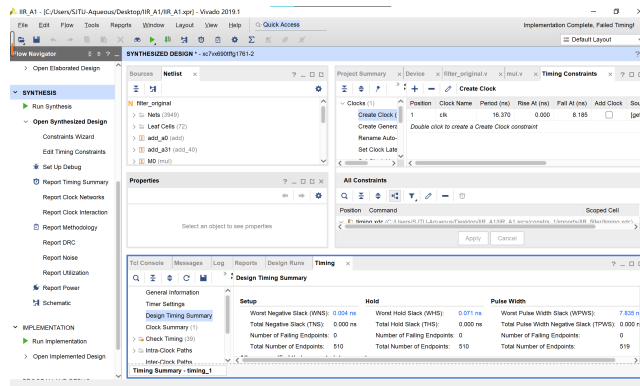 IIR_A1 - [C:/Users/SJTU-Aqueous/Desktop/IIR_A1/IIR_A1.xpr] - Vivado 2019.1
File Edit Flow Tools Reports Window Layout View Help Quick Access
Implementation Complete, Failed Timing!
Default Layout
Flow Navigator
SYNTHESIZED DESIGN * - xc7vx690tffg1761-2
Open Elaborated Design
SYNTHESIS
Run Synthesis
Open Synthesized Design
Constraints Wizard
Edit Timing Constraints
Set Up Debug
Report Timing Summary
Report Clock Networks
Report Clock Interaction
Report Methodology
Report DRC
Report Noise
Report Utilization
Report Power
Schematic
IMPLEMENTATION
Run Implementation
Open Implemented Design
Sources Netlist
filter_original
Nets (3949)
Leaf Cells (72)
add_a0 (add)
add_a31 (add_40)
M0 (mul)
Properties
Select an object to see properties
Project Summary Device filter_original.v mul.v Timing Constraints
Create Clock
Clocks (1)
Create Clock (
Create Genera
Rename Auto-
Set Clock Late
Position Clock Name Period (ns) Rise At (ns) Fall At (ns) Add Clock Sou
1 clk 16.370 0.000 8.185 [get
Double click to create a Create Clock constraint
All Constraints
Position Command Scoped Cell
Apply Cancel
Tcl Console Messages Log Reports Design Runs Timing
Design Timing Summary
General Information
Timer Settings
Design Timing Summary
Clock Summary (1)
Check Timing (39)
Intra-Clock Paths
Inter-Clock Paths
Setup Hold Pulse Width
Worst Negative Slack (WNS): 0.004 ns Worst Hold Slack (WHS): 0.071 ns Worst Pulse Width Slack (WPWS): 7.835 n
Total Negative Slack (TNS): 0.000 ns Total Hold Slack (THS): 0.000 ns Total Pulse Width Negative Slack (TPWS): 0.000 n
Number of Failing Endpoints: 0 Number of Failing Endpoints: 0 Number of Failing Endpoints: 0
Total Number of Endpoints: 510 Total Number of Endpoints: 510 Total Number of Endpoints: 519
Timing Summary - timing_1